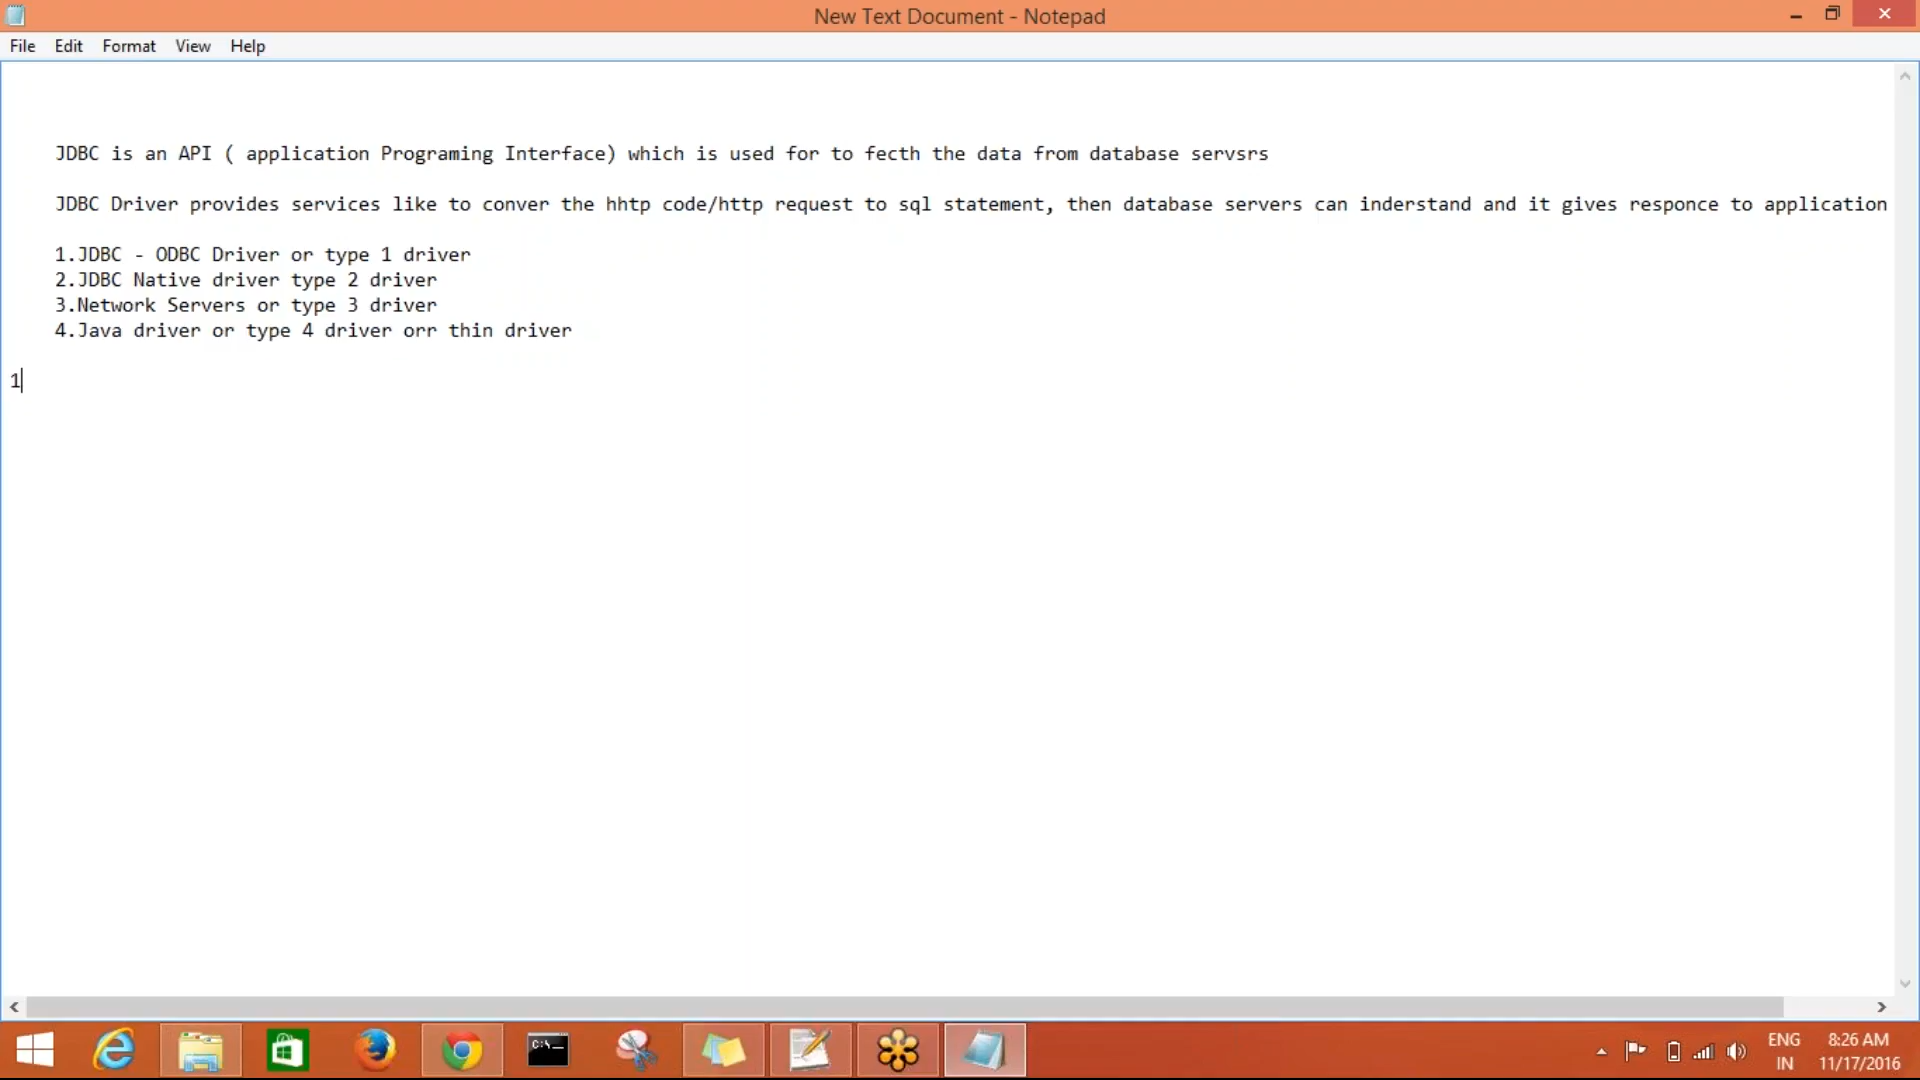 New Text Document - Notepad
File Edit Format View Help
JDBC is an API ( application Programing Interface) which is used for to fecth the data from database servsrs
JDBC Driver provides services like to conver the hhtp code/http request to sql statement, then database servers can inderstand and it gives responce to application
1.JDBC - ODBC Driver or type 1 driver
2.JDBC Native driver type 2 driver
3.Network Servers or type 3 driver
4.Java driver or type 4 driver orr thin driver
1
ENG 8:26 AM
IN 11/17/2016